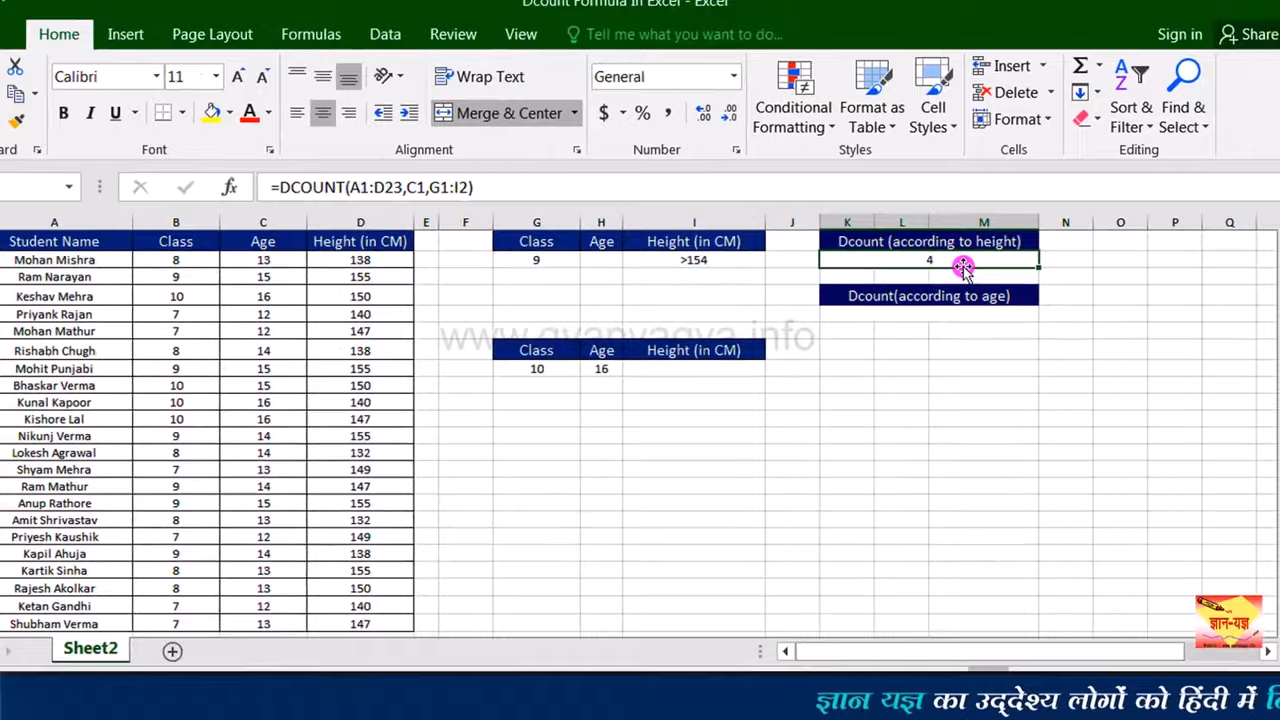 Dcount Formula In Excel - Excel
Home Insert Page Layout Formulas Data Review View Tell me what you want to do... Sign in Share
Calibri 11 Wrap Text General Insert
B I U Merge & Center $ % Conditional Formatting Format as Table Cell Styles Delete Format Sort & Filter Find & Select
ard Font Alignment Number Styles Cells Editing
fx =DCOUNT(A1:D23,C1,G1:I2)
A B C D E F G H I J K L M N O P Q
Student Name Class Age Height (in CM) Class Age Height (in CM) Dcount (according to height)
Mohan Mishra 8 13 138 9 >154 4
Ram Narayan 9 15 155
Keshav Mehra 10 16 150 Dcount(according to age)
Priyank Rajan 7 12 140
Mohan Mathur 7 12 147
www.gyanyagya.info
Rishabh Chugh 8 14 138 Class Age Height (in CM)
Mohit Punjabi 9 15 155 10 16
Bhaskar Verma 10 15 150
Kunal Kapoor 10 16 140
Kishore Lal 10 16 147
Nikunj Verma 9 14 155
Lokesh Agrawal 8 14 132
Shyam Mehra 7 13 149
Ram Mathur 9 14 147
Anup Rathore 9 15 155
Amit Shrivastav 8 13 132
Priyesh Kaushik 7 12 149
Kapil Ahuja 9 14 138
Kartik Sinha 8 13 155
Rajesh Akolkar 8 13 150
Ketan Gandhi 7 12 140
Shubham Verma 7 13 147
ज्ञान-यज्ञ
Sheet2
ज्ञान यज्ञ का उद्देश्य लोगों को हिंदी में